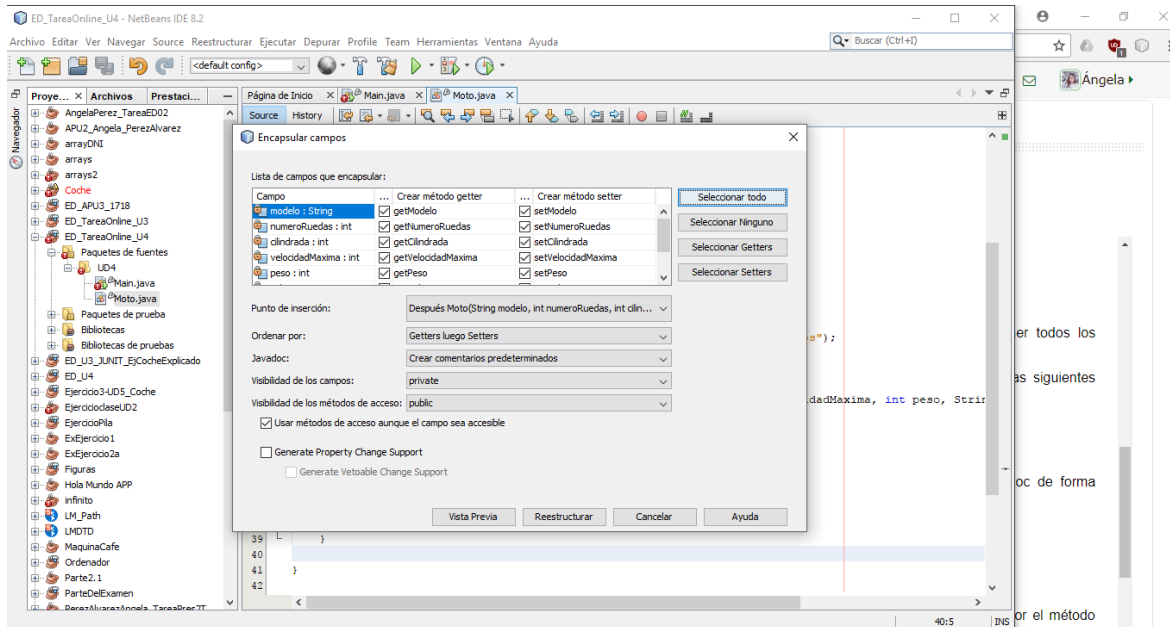 ED_TareaOnline_U4 - NetBeans IDE 8.2
Archivo Editar Ver Navegar Source Reestructurar Ejecutar Depurar Profile Team Herramientas Ventana Ayuda
Buscar (Ctrl+I)
<default config>
Ángela
Proye... Archivos Prestaci...
Página de Inicio Main.java Moto.java
Navegador
Source History
AngelaPerez_TareaED02
APU2_Angela_PerezAlvarez
arrayDNI
arrays
arrays2
Coche
ED_APU3_1718
ED_TareaOnline_U3
ED_TareaOnline_U4
Paquetes de fuentes
UD4
Main.java
Moto.java
Paquetes de prueba
Bibliotecas
Bibliotecas de pruebas
ED_U3_JUNIT_EjCocheExplicado
ED_U4
Ejercicio3-UD5_Coche
EjercicioclaseUD2
EjercicioPila
ExEjercicio1
ExEjercicio2a
Figuras
Hola Mundo APP
infinito
LM_Path
LMDTD
MaquinaCafe
Ordenador
Parte2.1
ParteDelExamen
PerezAlvarezAngela_TareaPres2T
Encapsular campos
Lista de campos que encapsular:
Campo ... Crear método getter ... Crear método setter
modelo : String getModelo setModelo
numeroRuedas : int getNumeroRuedas setNumeroRuedas
cilindrada : int getCilindrada setCilindrada
velocidadMaxima : int getVelocidadMaxima setVelocidadMaxima
peso : int getPeso setPeso
Seleccionar todo
Seleccionar Ninguno
Seleccionar Getters
Seleccionar Setters
Punto de inserción: Después Moto(String modelo, int numeroRuedas, int cilin...
Ordenar por: Getters luego Setters
Javadoc: Crear comentarios predeterminados
Visibilidad de los campos: private
Visibilidad de los métodos de acceso: public
Usar métodos de acceso aunque el campo sea accesible
Generate Property Change Support
Generate Vetoable Change Support
Vista Previa Reestructurar Cancelar Ayuda
s");
dadMaxima, int peso, Strin
39 }
40
41 }
42
40:5 INS
er todos los
as siguientes
oc de forma
or el método